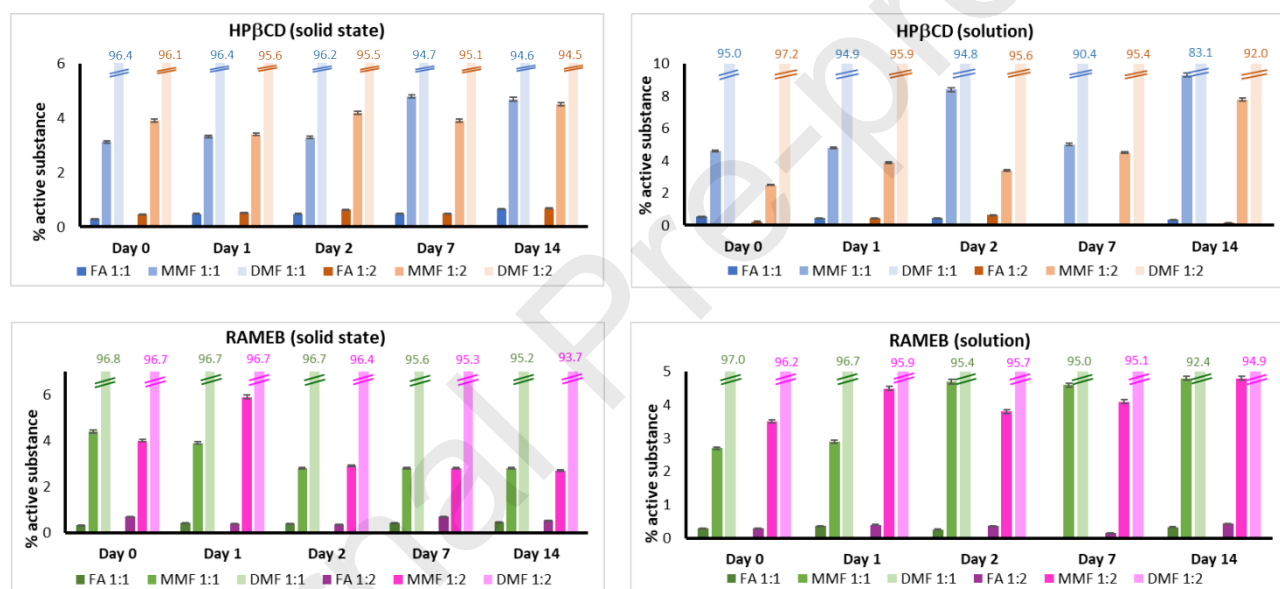 HPβCD (solid state)
96.4 96.1 96.4 95.6 96.2 95.5 94.7 95.1 94.6 94.5
6
4
2
0
% active substance
Day 0 Day 1 Day 2 Day 7 Day 14
FA 1:1 MMF 1:1 DMF 1:1 FA 1:2 MMF 1:2 DMF 1:2
HPβCD (solution)
95.0 97.2 94.9 95.9 94.8 95.6 90.4 95.4 83.1 92.0
10
8
6
4
2
0
% active substance
Day 0 Day 1 Day 2 Day 7 Day 14
FA 1:1 MMF 1:1 DMF 1:1 FA 1:2 MMF 1:2 DMF 1:2
RAMEB (solid state)
96.8 96.7 96.7 96.7 96.7 96.4 95.6 95.3 95.2 93.7
6
4
2
0
% active substance
Day 0 Day 1 Day 2 Day 7 Day 14
FA 1:1 MMF 1:1 DMF 1:1 FA 1:2 MMF 1:2 DMF 1:2
RAMEB (solution)
97.0 96.2 96.7 95.9 95.4 95.7 95.0 95.1 92.4 94.9
5
4
3
2
1
0
% active substance
Day 0 Day 1 Day 2 Day 7 Day 14
FA 1:1 MMF 1:1 DMF 1:1 FA 1:2 MMF 1:2 DMF 1:2
rnal Pre-pr